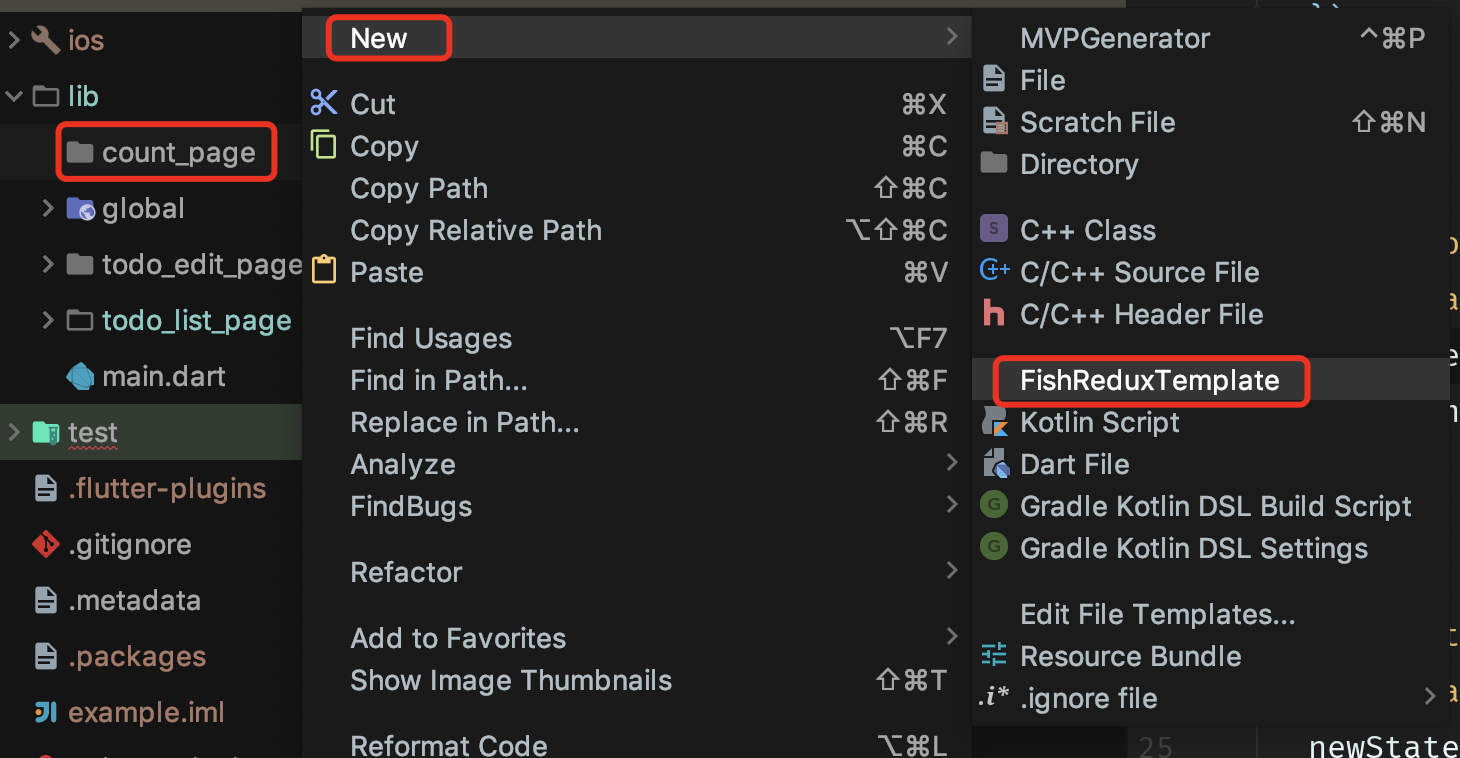 ios
lib
count_page
global
todo_edit_page
todo_list_page
main.dart
test
.flutter-plugins
.gitignore
.metadata
.packages
example.iml
New
Cut ⌘X
Copy ⌘C
Copy Path ⇧⌘C
Copy Relative Path ⌥⇧⌘C
Paste ⌘V
Find Usages ⌥F7
Find in Path... ⇧⌘F
Replace in Path... ⇧⌘R
Analyze
FindBugs
Refactor
Add to Favorites
Show Image Thumbnails ⇧⌘T
Reformat Code ⌥⌘L
MVPGenerator ^⌘P
File
Scratch File ⇧⌘N
Directory
S C++ Class
C++ C/C++ Source File
h C/C++ Header File
FishReduxTemplate
Kotlin Script
Dart File
G Gradle Kotlin DSL Build Script
G Gradle Kotlin DSL Settings
Edit File Templates...
Resource Bundle
.i* .ignore file
25 newState